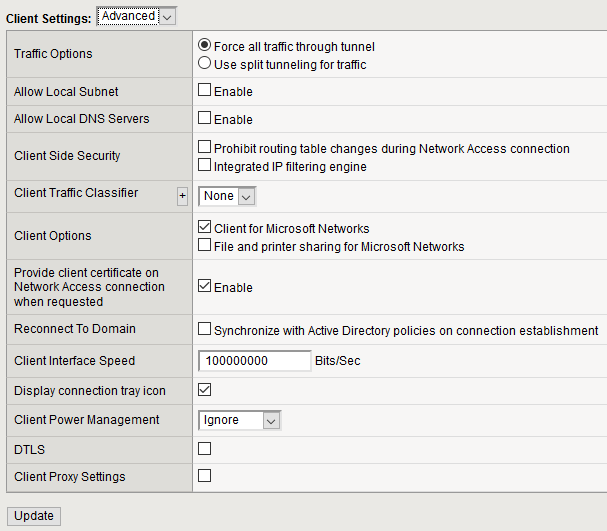 Client Settings: Advanced
Traffic Options
Force all traffic through tunnel
Use split tunneling for traffic
Allow Local Subnet
Enable
Allow Local DNS Servers
Enable
Client Side Security
Prohibit routing table changes during Network Access connection
Integrated IP filtering engine
Client Traffic Classifier
+
None
Client Options
Client for Microsoft Networks
File and printer sharing for Microsoft Networks
Provide client certificate on
Network Access connection
when requested
Enable
Reconnect To Domain
Synchronize with Active Directory policies on connection establishment
Client Interface Speed
100000000 Bits/Sec
Display connection tray icon
Client Power Management
Ignore
DTLS
Client Proxy Settings
Update